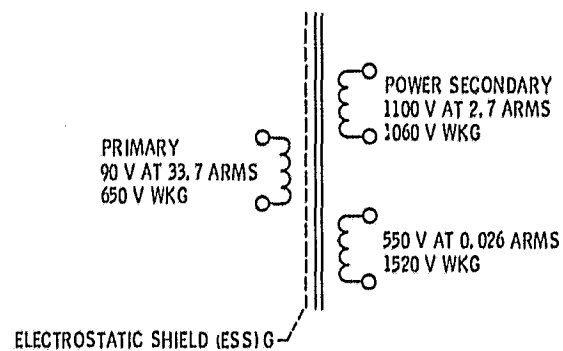 PRIMARY
90 V AT 33.7 ARMS
650 V WKG
POWER SECONDARY
1100 V AT 2.7 ARMS
1060 V WKG
550 V AT 0.026 ARMS
1520 V WKG
ELECTROSTATIC SHIELD (ESS) G